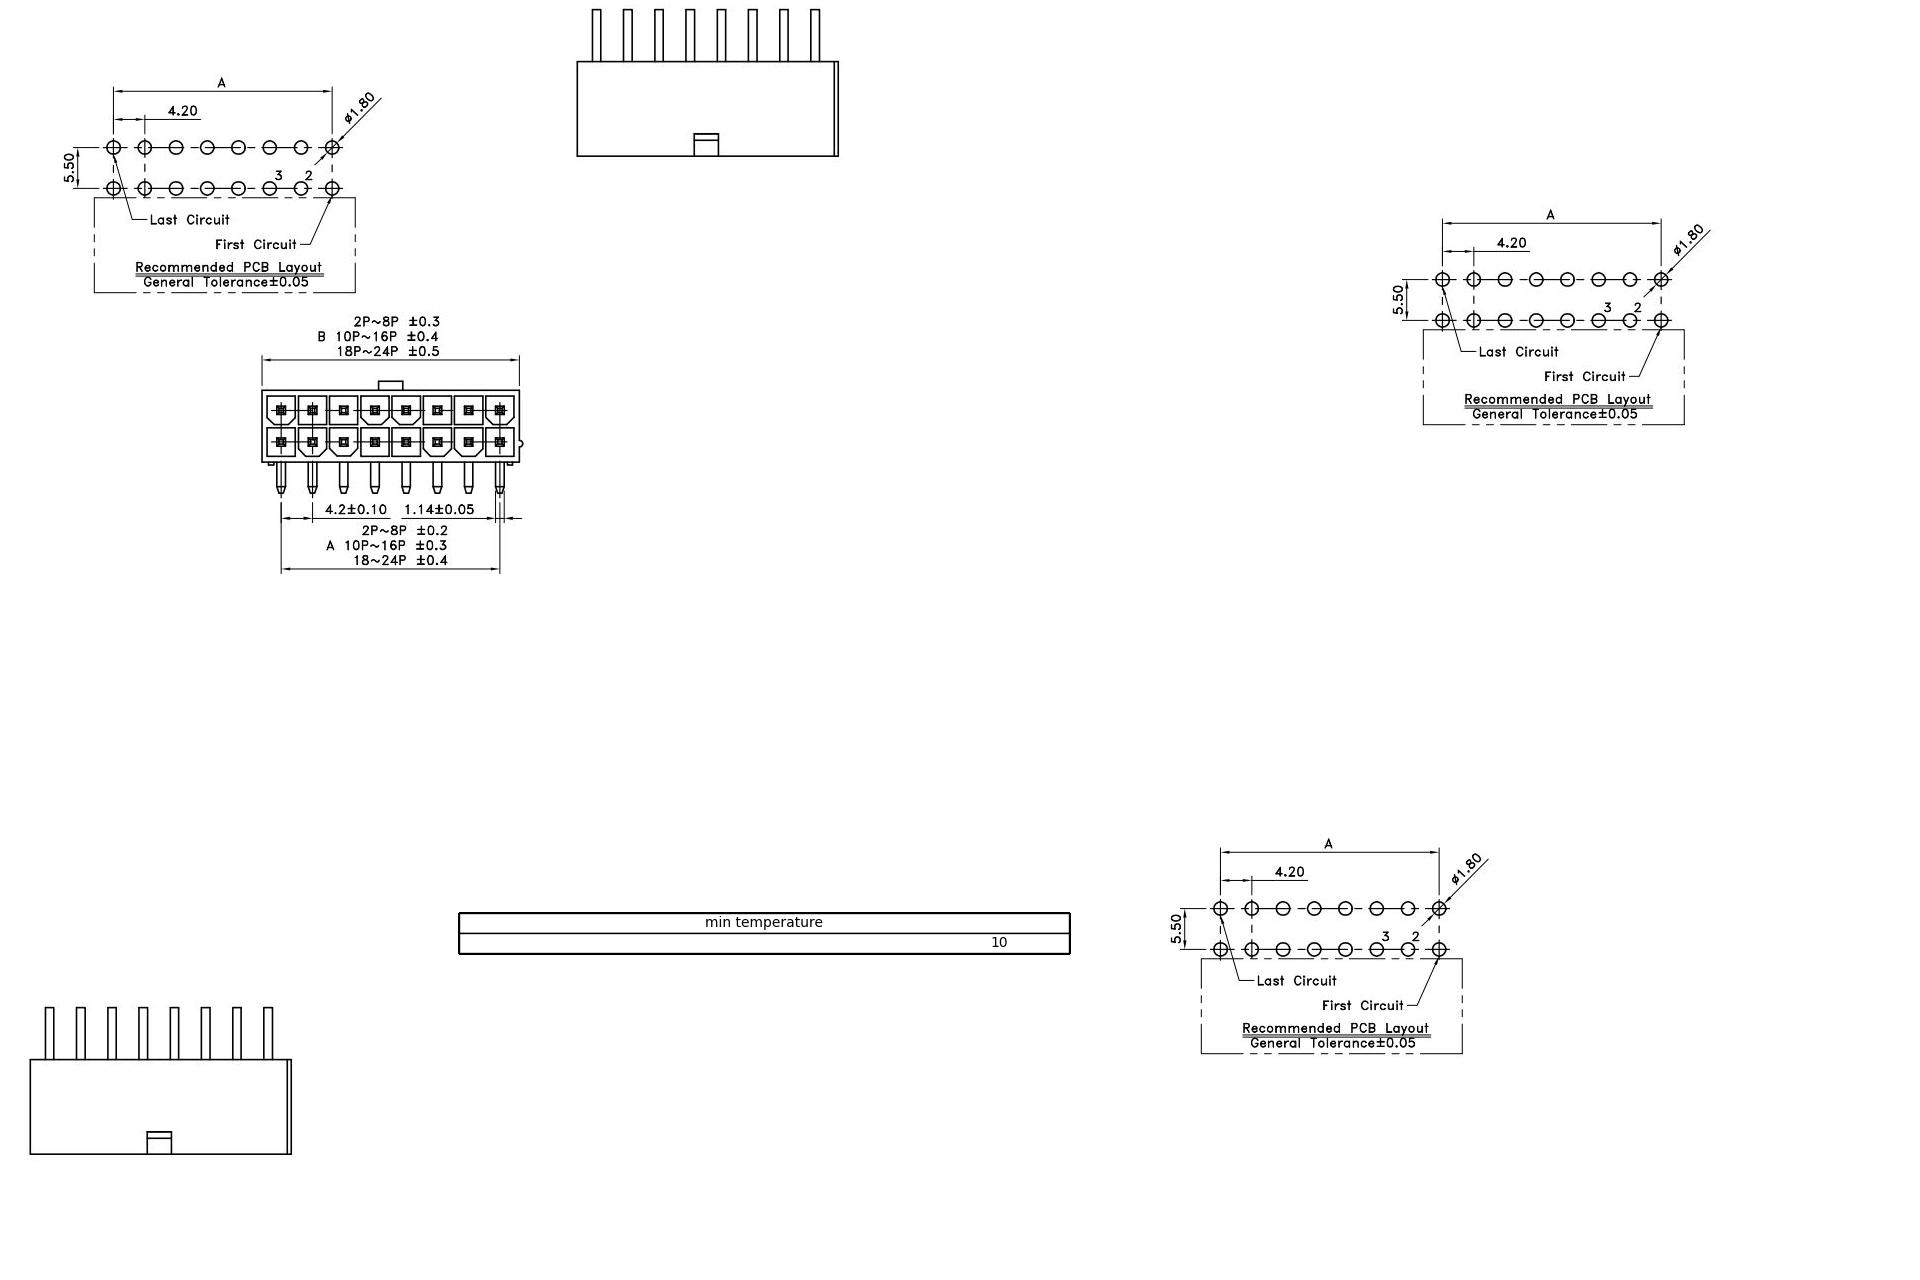 A
4.20
ø1.80
5.50
3 2
Last Circuit
First Circuit
Recommended PCB Layout
General Tolerance±0.05
A
4.20
ø1.80
5.50
3 2
Last Circuit
First Circuit
Recommended PCB Layout
General Tolerance±0.05
2P~8P ±0.3
B 10P~16P ±0.4
18P~24P ±0.5
4.2±0.10 1.14±0.05
2P~8P ±0.2
A 10P~16P ±0.3
18~24P ±0.4
A
4.20
ø1.80
5.50
3 2
Last Circuit
First Circuit
Recommended PCB Layout
General Tolerance±0.05
min temperature
10